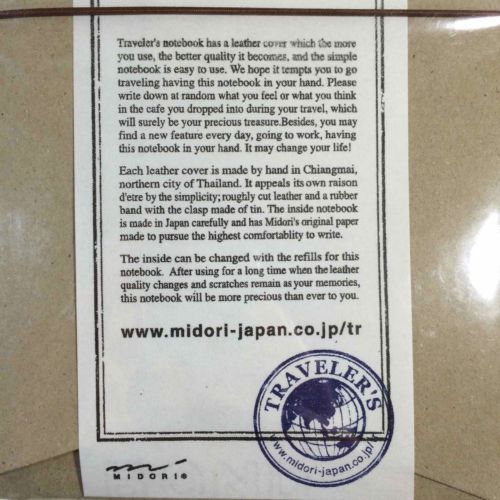 Traveler's notebook has a leather cover which the more
you use, the better quality it becomes, and the simple
notebook is easy to use. We hope it tempts you to go
traveling having this notebook in your hand. Please
write down at random what you feel or what you think
in the cafe you dropped into during your travel, which
will surely be your precious treasure.Besides, you may
find a new feature every day, going to work, having
this notebook in your hand. It may change your life!
Each leather cover is made by hand in Chiangmai,
northern city of Thailand. It appeals its own raison
d'etre by the simplicity; roughly cut leather and a rubber
band with the clasp made of tin. The inside notebook
is made in Japan carefully and has Midori's original paper
made to pursue the highest comfortablity to write.
The inside can be changed with the refills for this
notebook. After using for a long time when the leather
quality changes and scratches remain as your memories,
this notebook will be more precious than ever to you.
www.midori-japan.co.jp/tr
TRAVELER'S
www.midori-japan.co.jp/tr
MIDORI®